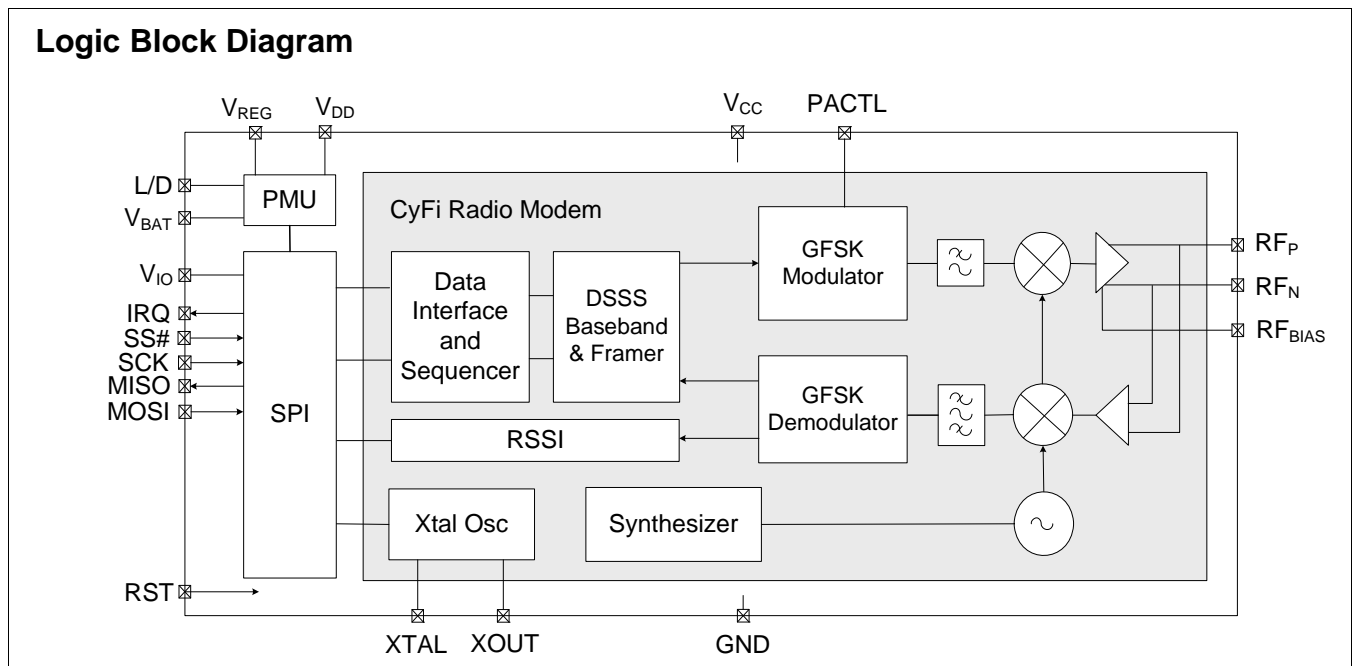 Logic Block Diagram
VREG
VDD
VCC
PACTL
L/D
VBAT
PMU
CyFi Radio Modem
VIO
IRQ
SS#
SCK
MISO
MOSI
SPI
Data
Interface
and
Sequencer
DSSS
Baseband
& Framer
GFSK
Modulator
RFP
RFN
RFBIAS
GFSK
Demodulator
RSSI
Xtal Osc
Synthesizer
RST
XTAL
XOUT
GND